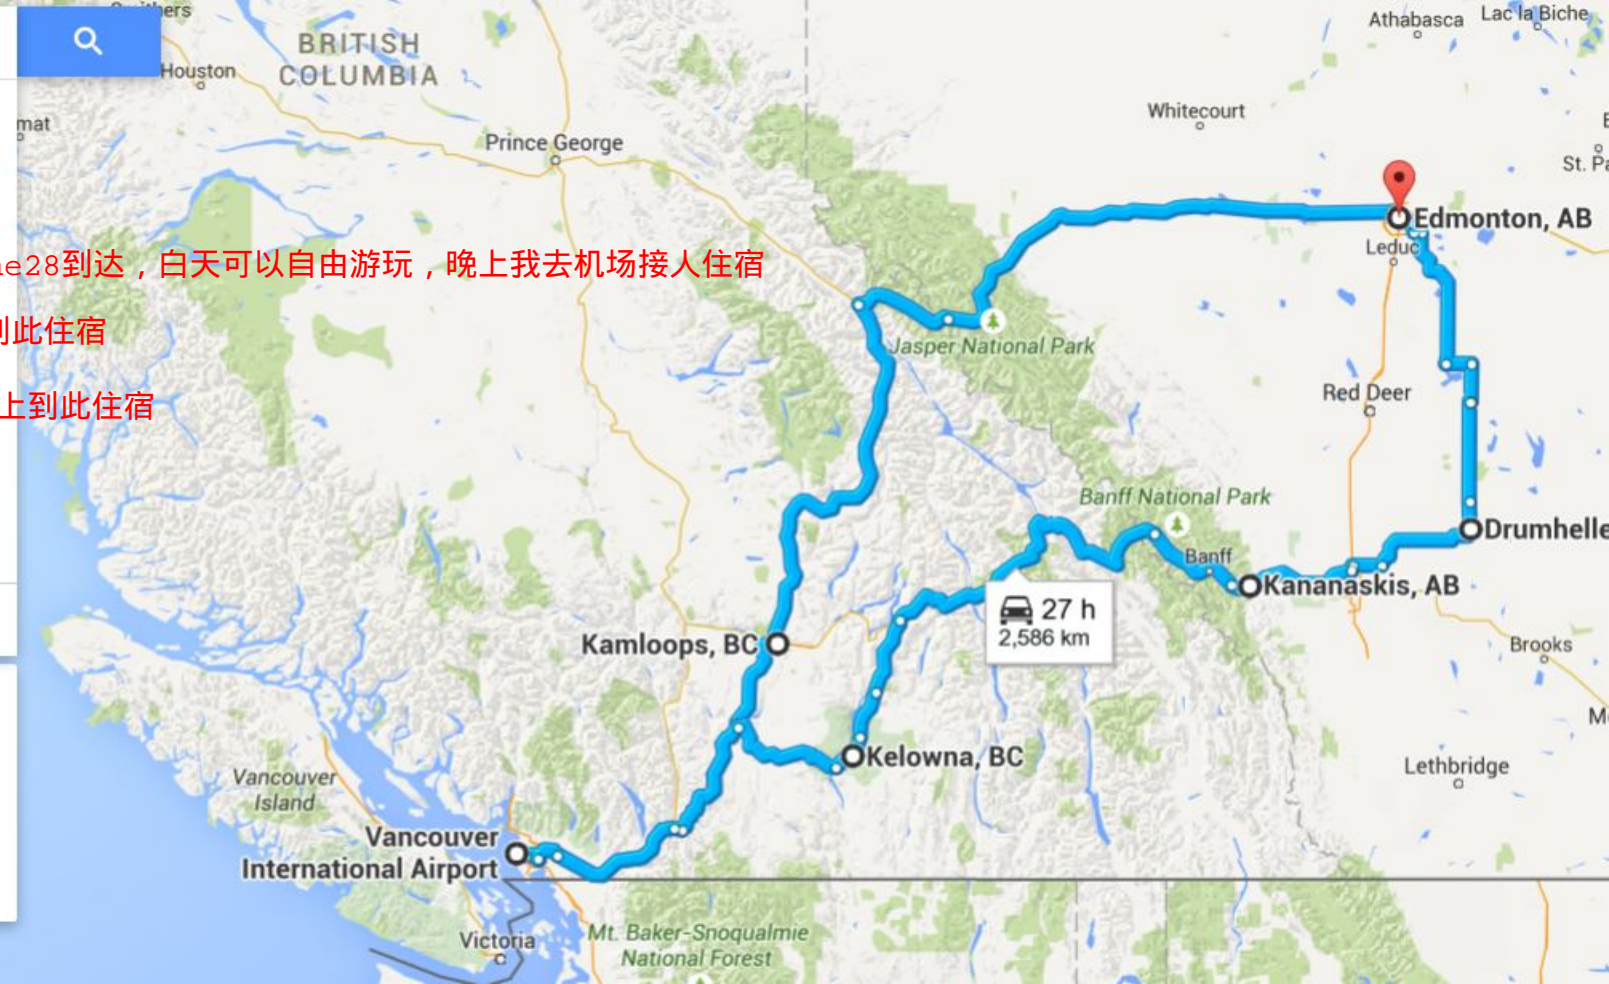 Smithers
Athabasca
Lac la Biche
BRITISH
COLUMBIA
Houston
Whitecourt
mat
Prince George
St. Pa
Edmonton, AB
Leduc
e28到达，白天可以自由游玩，晚上我去机场接人住宿
到此住宿
Jasper National Park
Red Deer
上到此住宿
Banff National Park
Drumhelle
Banff
Kananaskis, AB
27 h
2,586 km
Kamloops, BC
Brooks
M
Kelowna, BC
Lethbridge
Vancouver
Island
Vancouver
International Airport
Victoria
Mt. Baker-Snoqualmie
National Forest